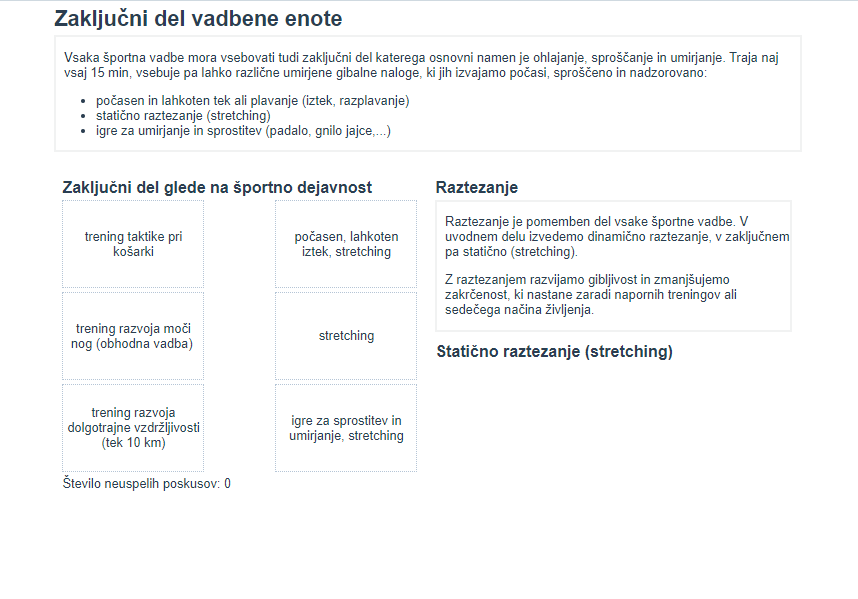 Zaključni del vadbene enote
Vsaka športna vadbe mora vsebovati tudi zaključni del katerega osnovni namen je ohlajanje, sproščanje in umirjanje. Traja naj
vsaj 15 min, vsebuje pa lahko različne umirjene gibalne naloge, ki jih izvajamo počasi, sproščeno in nadzorovano:
• počasen in lahkoten tek ali plavanje (iztek, razplavanje)
• statično raztezanje (stretching)
• igre za umirjanje in sprostitev (padalo, gnilo jajce,...)
Zaključni del glede na športno dejavnost
trening taktike pri
košarki
počasen, lahkoten
iztek, stretching
trening razvoja moči
nog (obhodna vadba)
stretching
trening razvoja
dolgotrajne vzdržljivosti
(tek 10 km)
igre za sprostitev in
umirjanje, stretching
Število neuspelih poskusov: 0
Raztezanje
Raztezanje je pomemben del vsake športne vadbe. V
uvodnem delu izvedemo dinamično raztezanje, v zaključnem
pa statično (stretching).
Z raztezanjem razvijamo gibljivost in zmanjšujemo
zakrčenost, ki nastane zaradi napornih treningov ali
sedečega načina življenja.
Statično raztezanje (stretching)